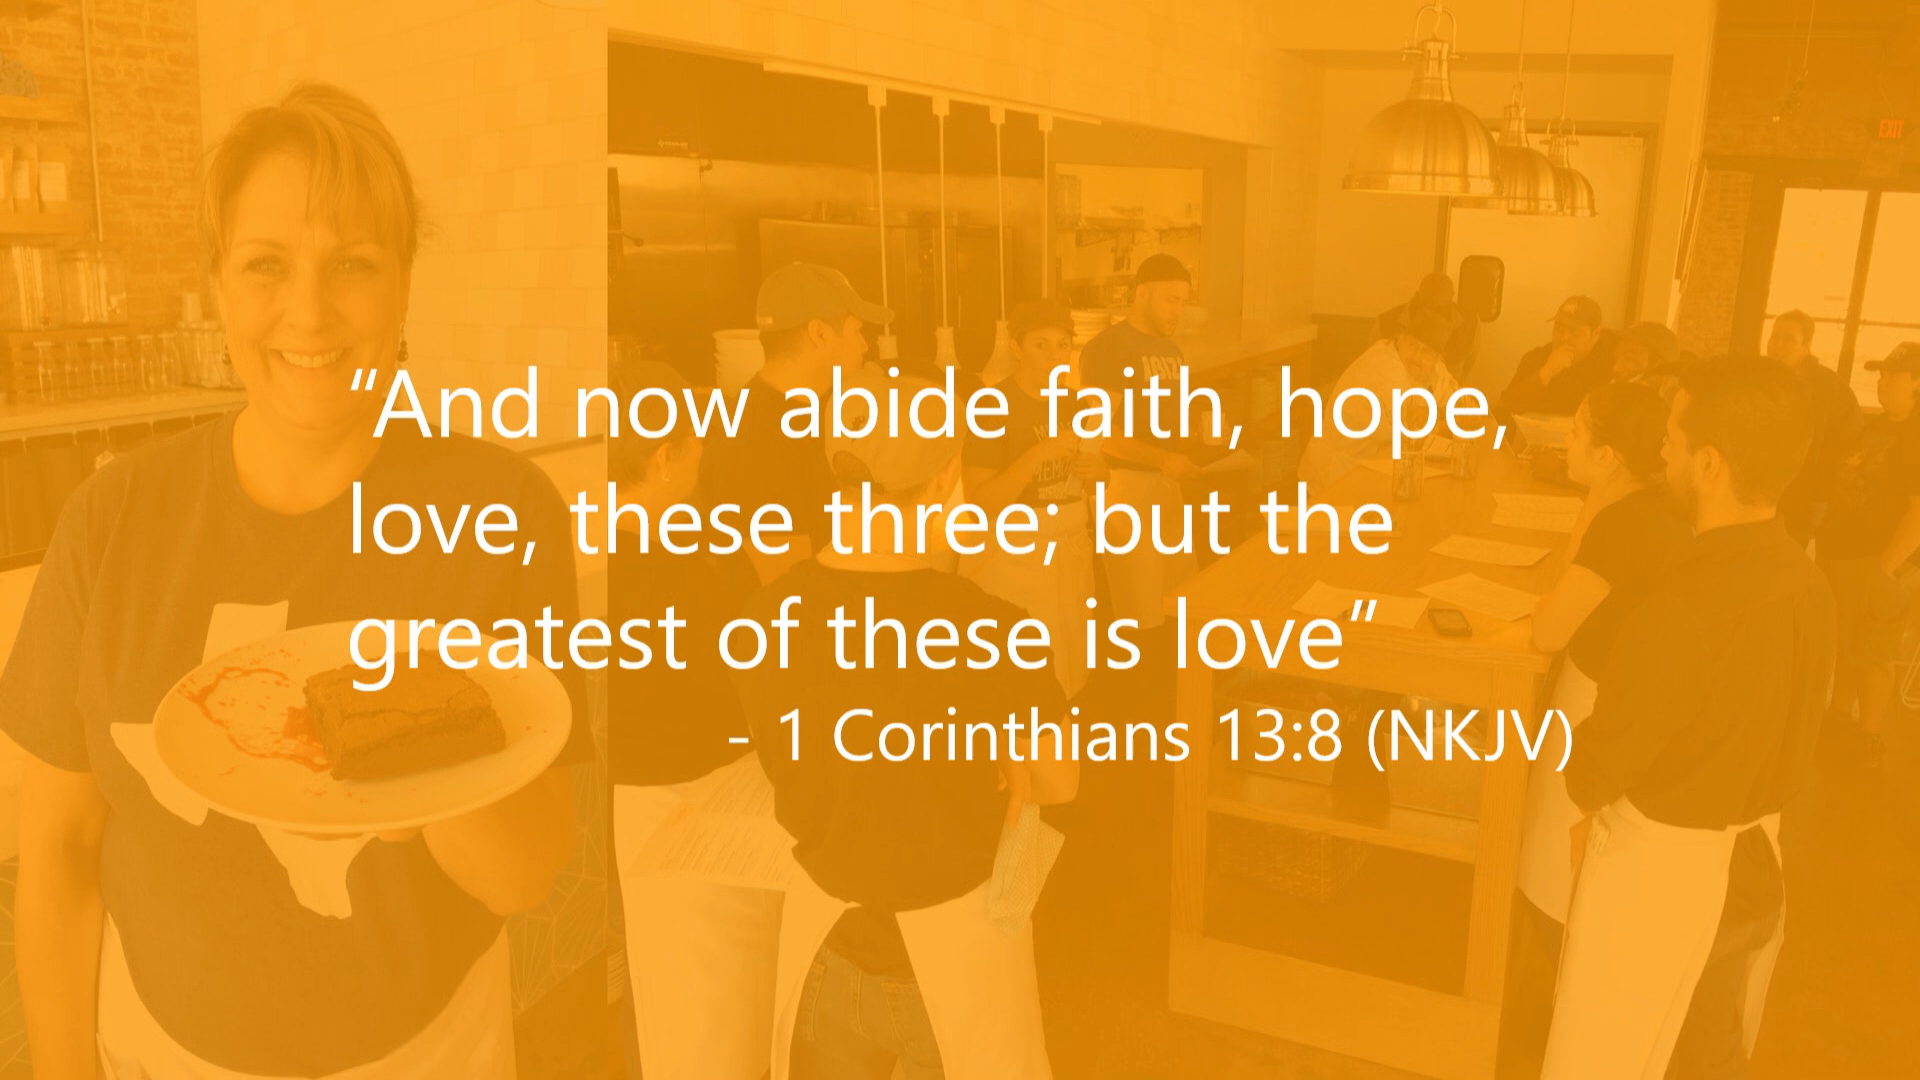 “And now abide faith, hope,
love, these three; but the
greatest of these is love”
- 1 Corinthians 13:8 (NKJV)
EXIT